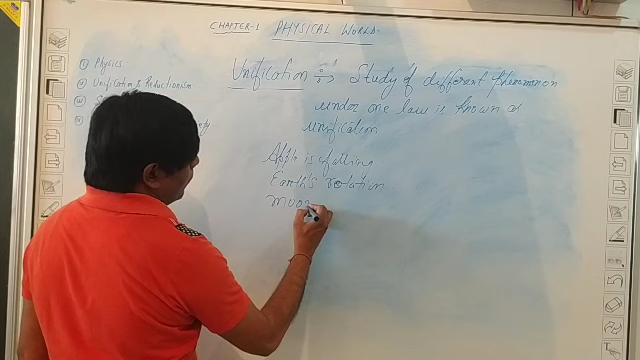 CHAPTER-1 PHYSICAL WORLD
① Physics
② Unification & Reductionism
Unification ÷→ Study of different phenomenon
under one law is known as
unification
Apple is falling
Earth's rotation
moon